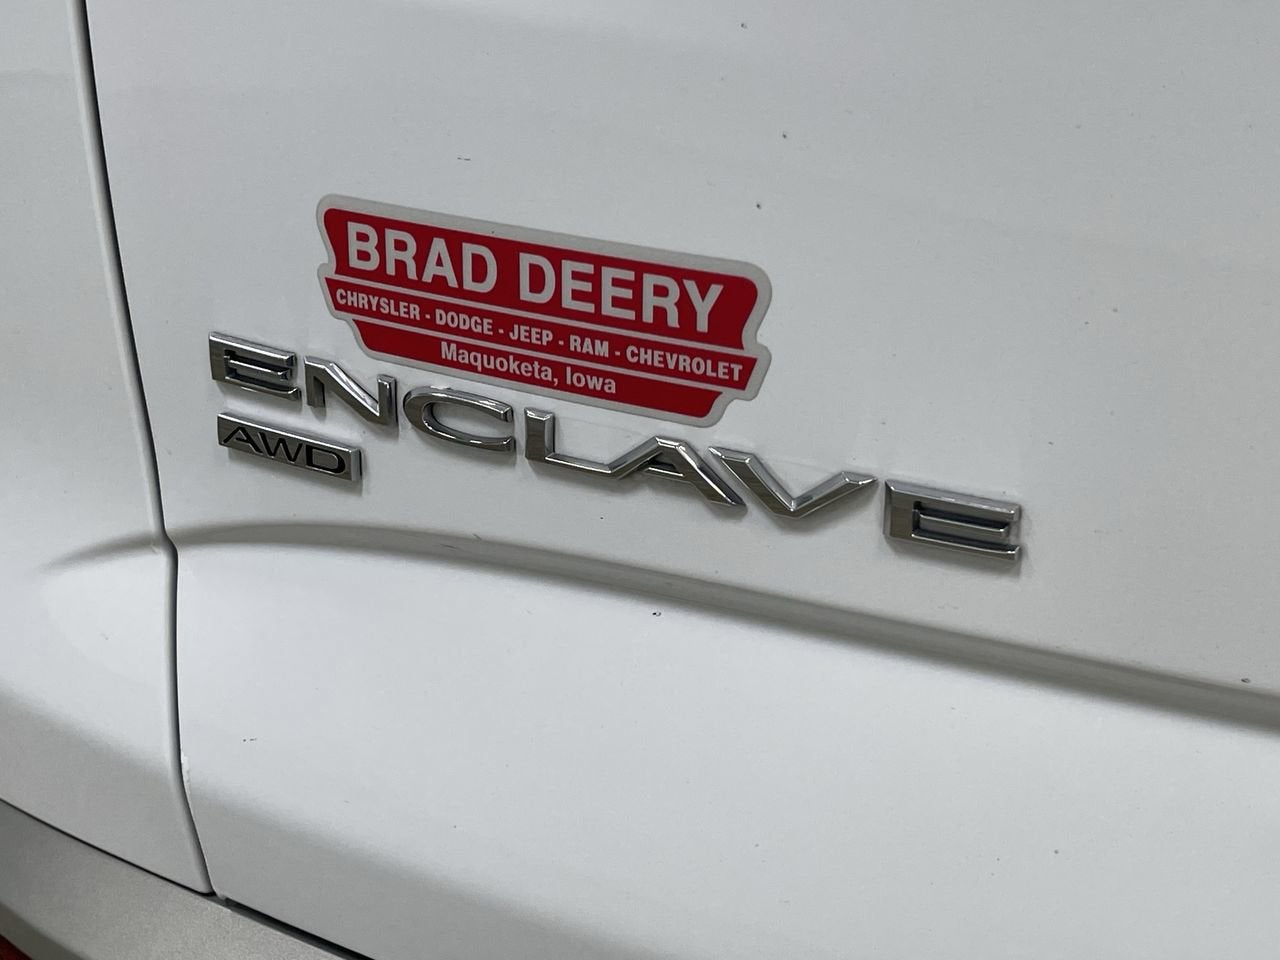 BRAD DEERY
CHRYSLER - DODGE - JEEP - RAM - CHEVROLET
Maquoketa, Iowa
ENCLAVE
AWD